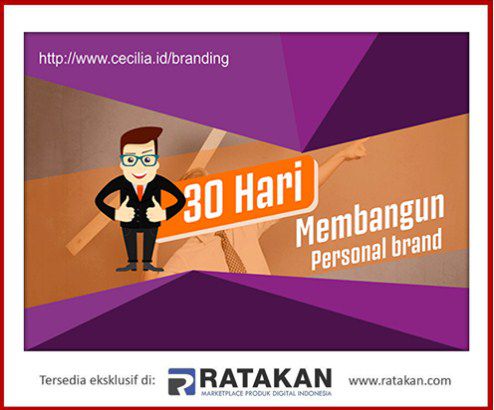 http://www.cecilia.id/branding
30 Hari
Membangun
Personal brand
Tersedia eksklusif di:
RATAKAN
MARKETPLACE PRODUK DIGITAL INDONESIA
www.ratakan.com